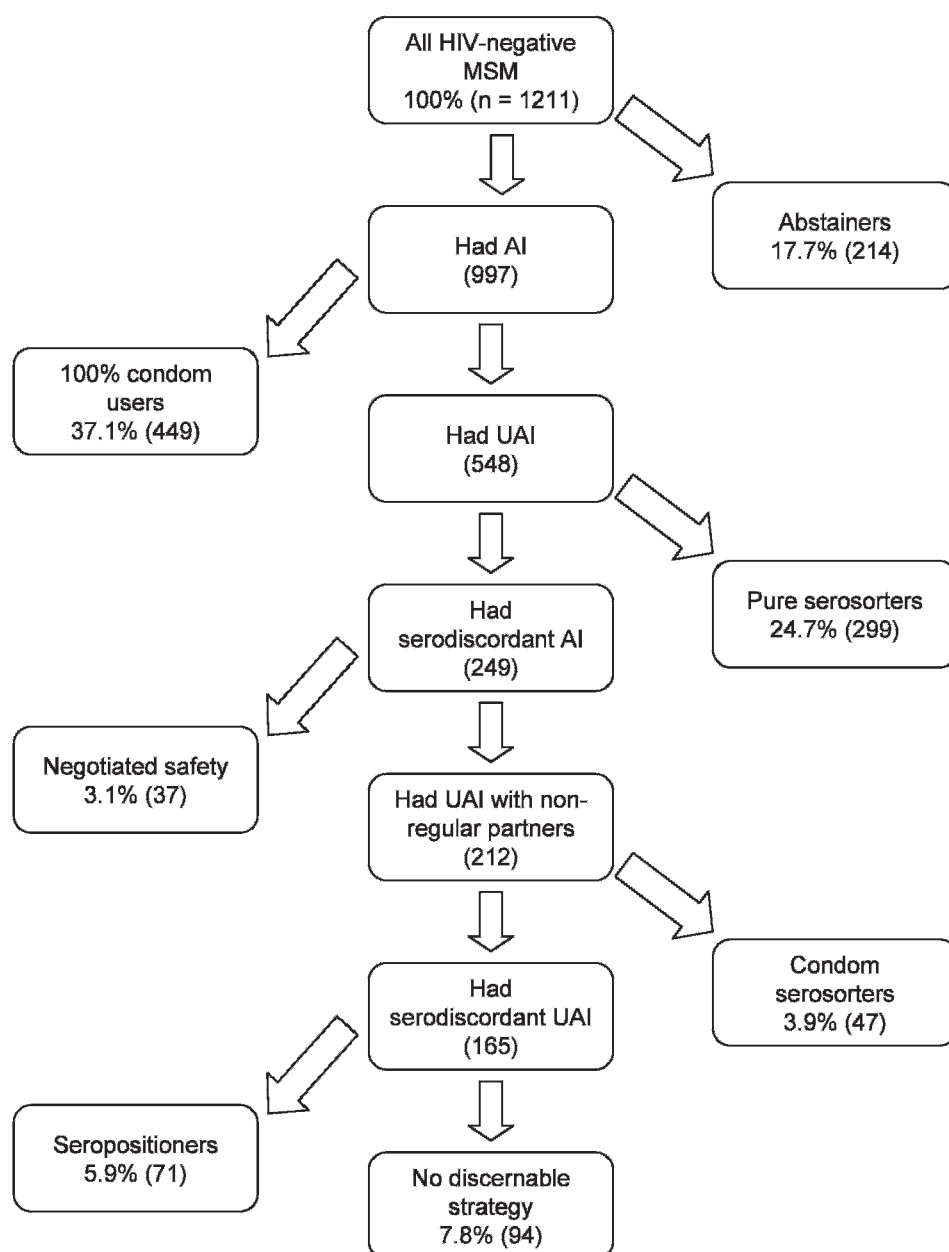 All HIV-negative
MSM
100% (n = 1211)
Abstainers
17.7% (214)
Had AI
(997)
100% condom
users
37.1% (449)
Had UAI
(548)
Pure serosorters
24.7% (299)
Had
serodiscordant AI
(249)
Negotiated safety
3.1% (37)
Had UAI with non-
regular partners
(212)
Condom
serosorters
3.9% (47)
Had
serodiscordant UAI
(165)
Seropositioners
5.9% (71)
No discernable
strategy
7.8% (94)